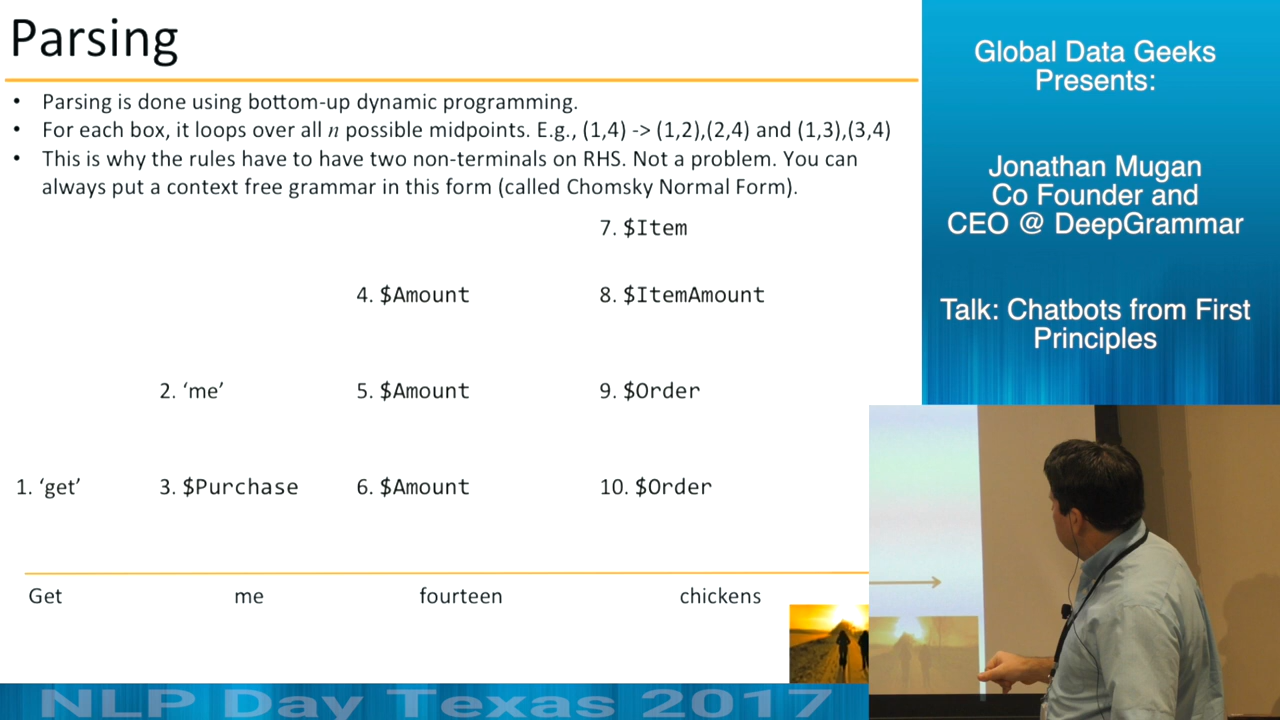 Parsing
• Parsing is done using bottom-up dynamic programming.
• For each box, it loops over all n possible midpoints. E.g., (1,4) -> (1,2),(2,4) and (1,3),(3,4)
• This is why the rules have to have two non-terminals on RHS. Not a problem. You can
always put a context free grammar in this form (called Chomsky Normal Form).
7. $Item
4. $Amount 8. $ItemAmount
2. ‘me’ 5. $Amount 9. $Order
1. ‘get’ 3. $Purchase 6. $Amount 10. $Order
Get me fourteen chickens
Global Data Geeks
Presents:
Jonathan Mugan
Co Founder and
CEO @ DeepGrammar
Talk: Chatbots from First
Principles
NLP Day Texas 2017